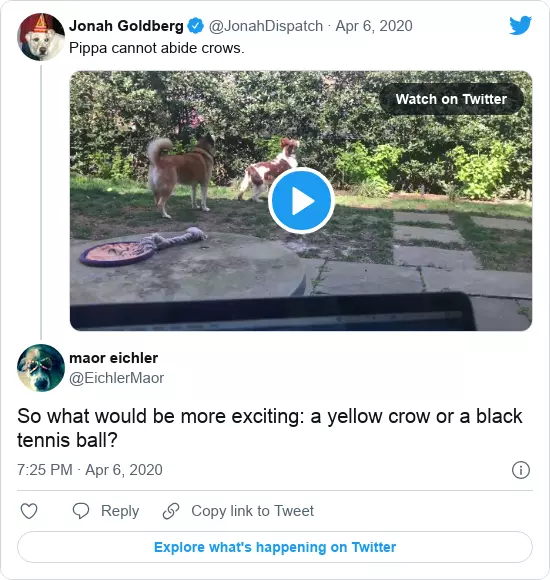 Jonah Goldberg @JonahDispatch · Apr 6, 2020
Pippa cannot abide crows.
Watch on Twitter
maor eichler
@EichlerMaor
So what would be more exciting: a yellow crow or a black
tennis ball?
7:25 PM · Apr 6, 2020
Reply Copy link to Tweet
Explore what's happening on Twitter